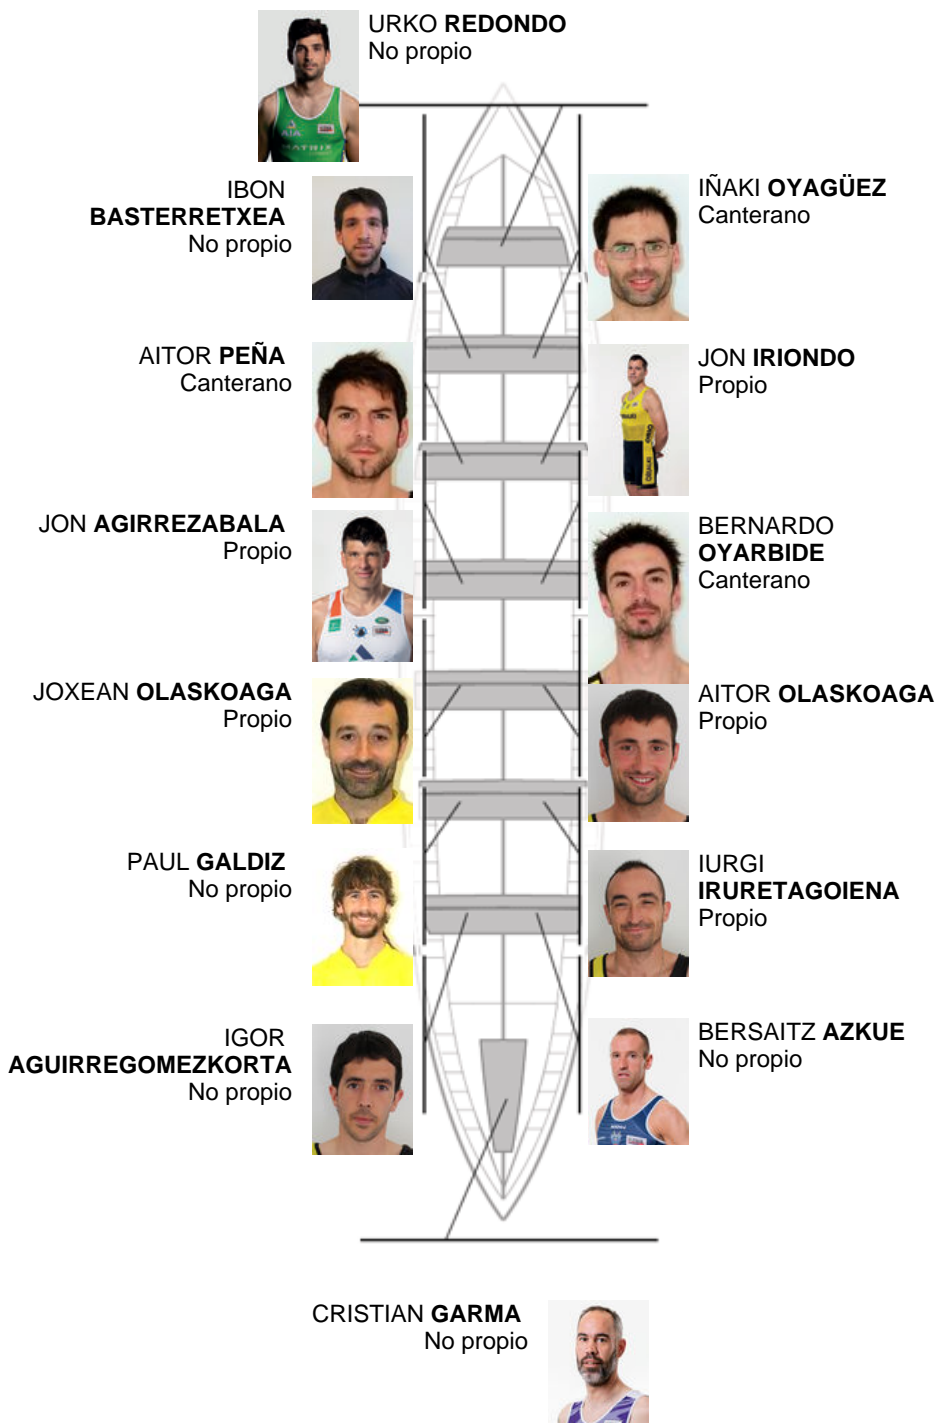 URKO REDONDO
No propio
IBON
BASTERRETXEA
No propio
IÑAKI OYAGÜEZ
Canterano
AITOR PEÑA
Canterano
JON IRIONDO
Propio
JON AGIRREZABALA
Propio
BERNARDO
OYARBIDE
Canterano
JOXEAN OLASKOAGA
Propio
AITOR OLASKOAGA
Propio
PAUL GALDIZ
No propio
IURGI
IRURETAGOIENA
Propio
IGOR
AGUIRREGOMEZKORTA
No propio
BERSAITZ AZKUE
No propio
CRISTIAN GARMA
No propio